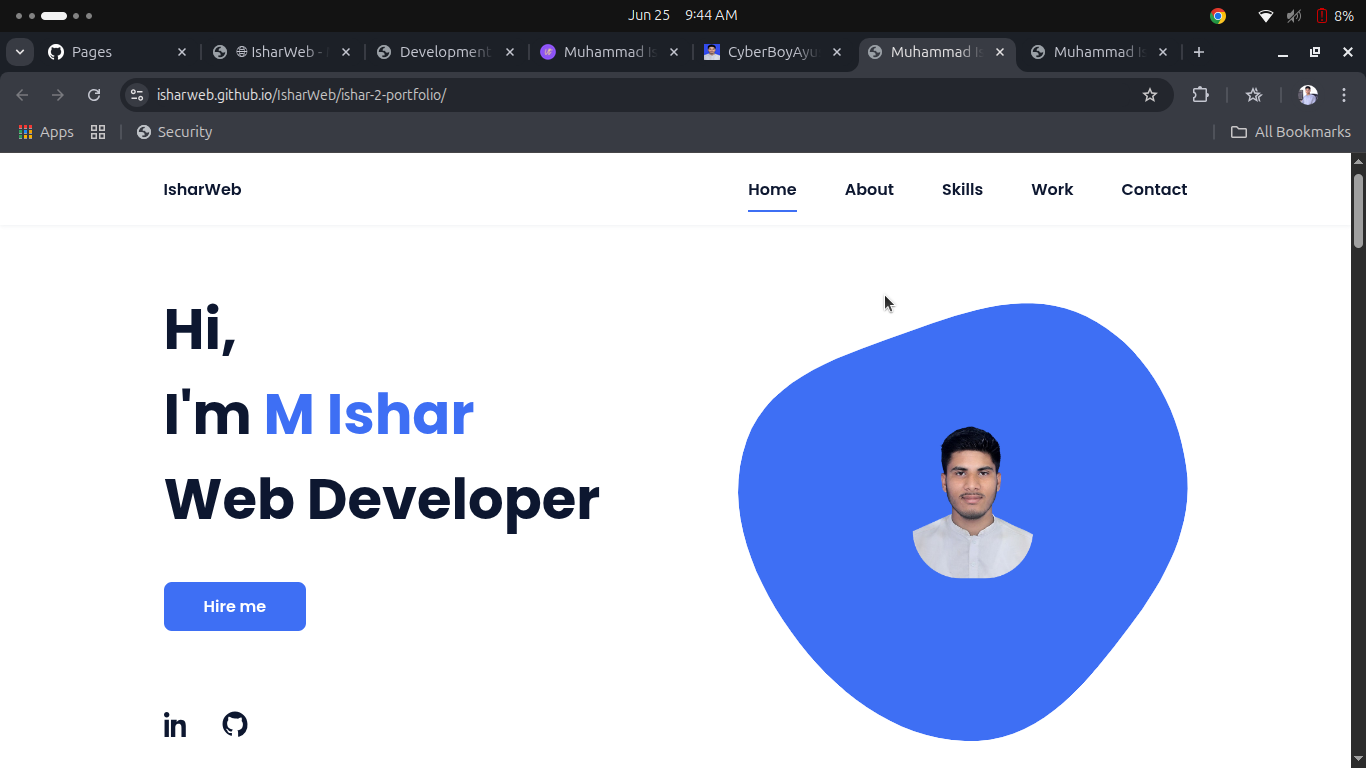 Jun 25 9:44 AM
8%
Pages
IsharWeb -
Development
Muhammad Is
CyberBoyAyu
Muhammad Is
Muhammad Is
isharweb.github.io/IsharWeb/ishar-2-portfolio/
Apps
Security
All Bookmarks
IsharWeb
Home
About
Skills
Work
Contact
Hi,
I'm M Ishar
Web Developer
Hire me
in